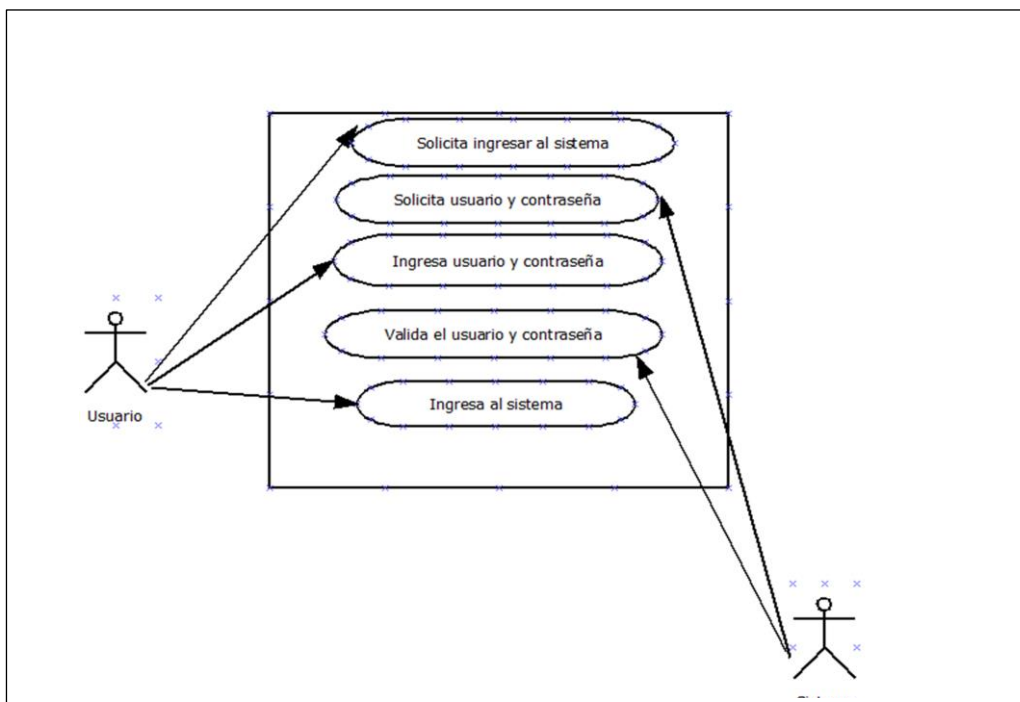 Solicita ingresar al sistema
Solicita usuario y contraseña
Ingresa usuario y contraseña
Valida el usuario y contraseña
Ingresa al sistema
Usuario